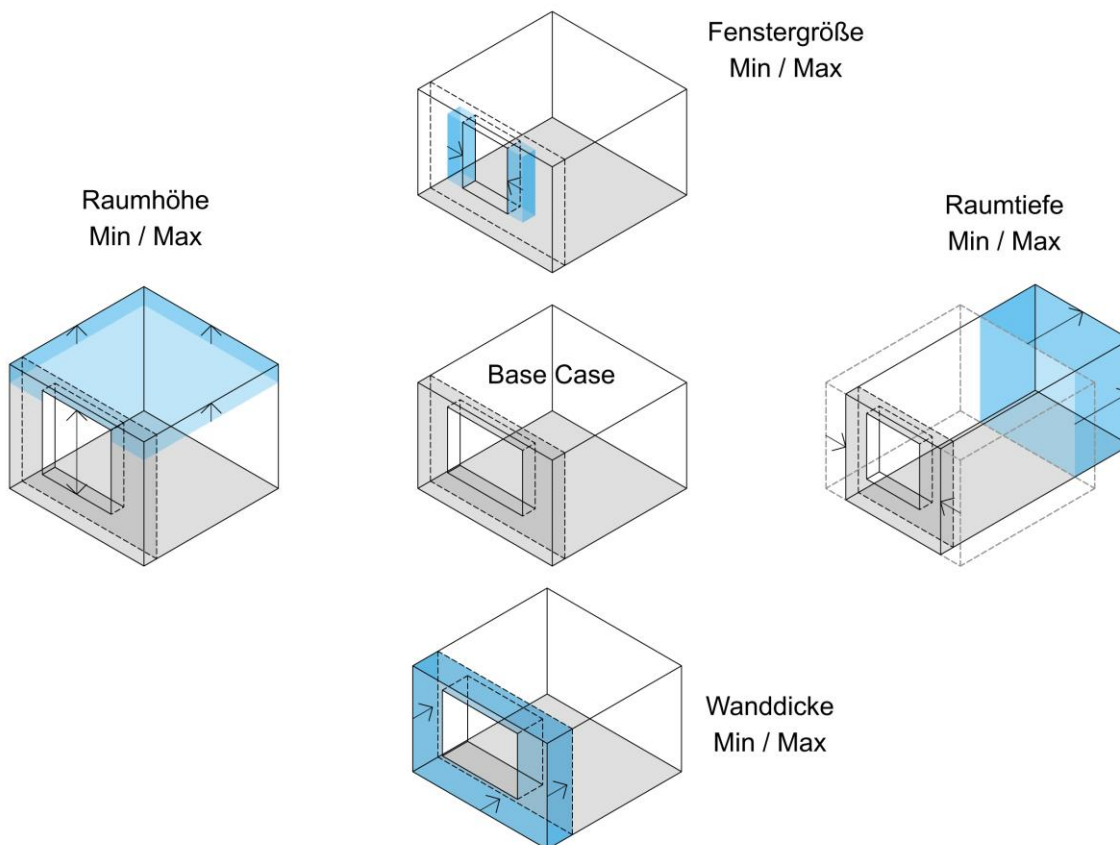 Fenstergröße
Min / Max
Raumhöhe
Min / Max
Raumtiefe
Min / Max
Base Case
Wanddicke
Min / Max